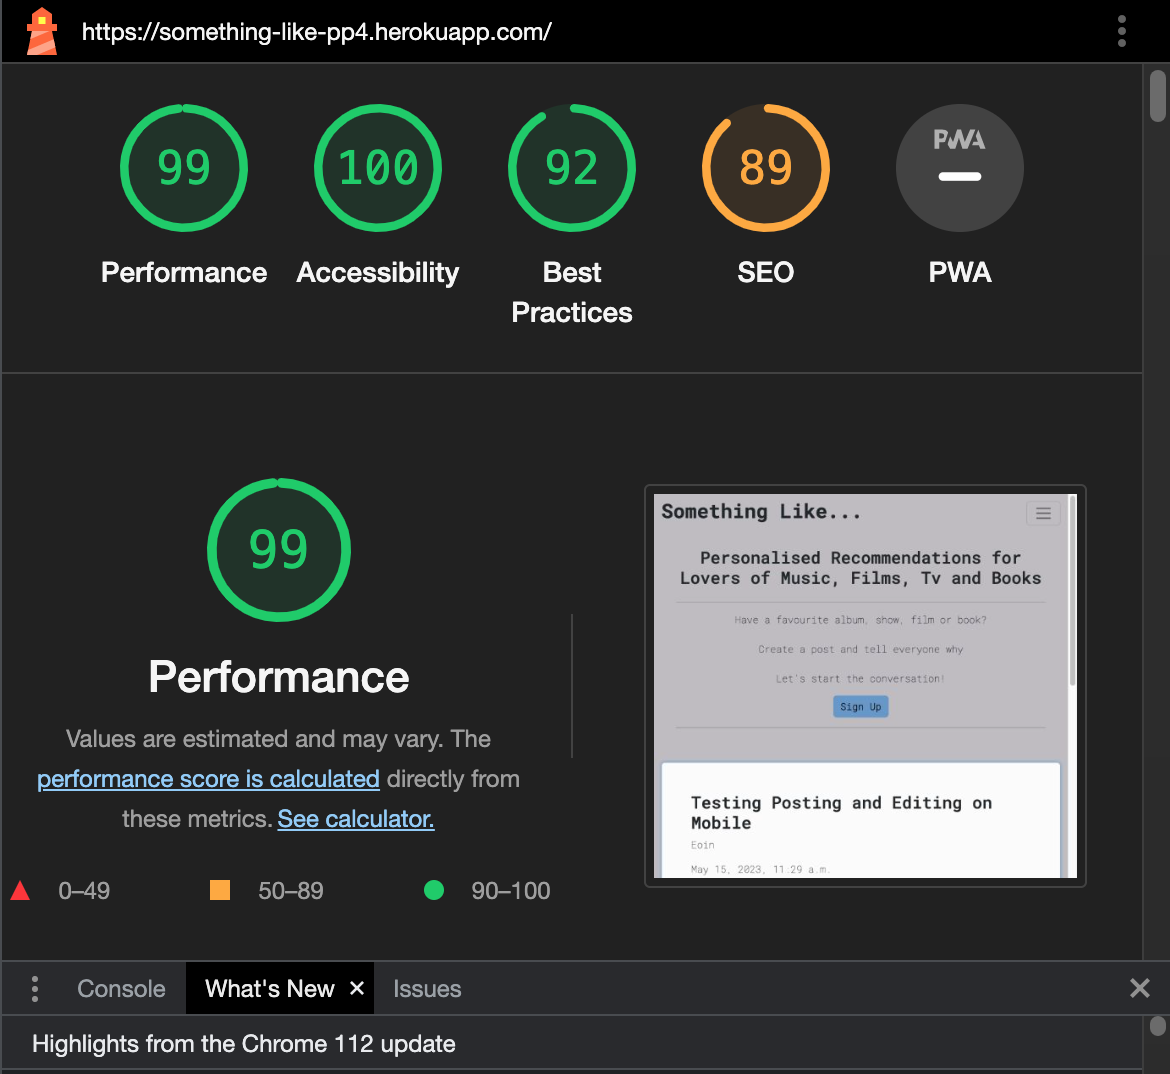 https://something-like-pp4.herokuapp.com/
99
100
92
89
PWA
Performance
Accessibility
Best
Practices
SEO
PWA
99
Performance
Values are estimated and may vary. The
performance score is calculated directly from
these metrics. See calculator.
0–49
50–89
90–100
Something Like...
Personalised Recommendations for
Lovers of Music, Films, Tv and Books
Have a favourite album, show, film or book?
Create a post and tell everyone why
Let's start the conversation!
Sign Up
Testing Posting and Editing on
Mobile
Eoin
May 15, 2023, 11:29 a.m.
Console
What's New ×
Issues
Highlights from the Chrome 112 update